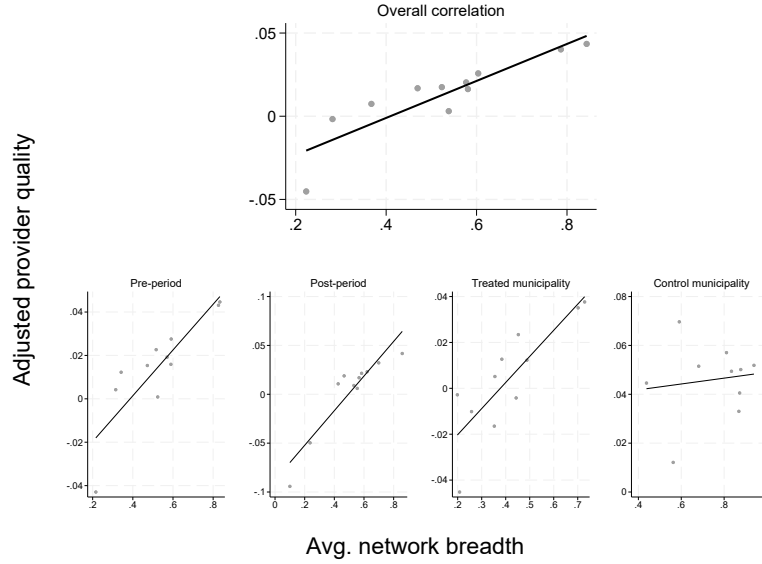 Overall correlation
.05
0
-.05
.2 .4 .6 .8
Adjusted provider quality
Pre-period
.04
.02
0
-.02
-.04
.2 .4 .6 .8
Post-period
.1
.05
0
-.05
-.1
0 .2 .4 .6 .8
Treated municipality
.04
.02
0
-.02
-.04
.2 .3 .4 .5 .6 .7
Control municipality
.08
.06
.04
.02
0
.4 .6 .8 1
Avg. network breadth